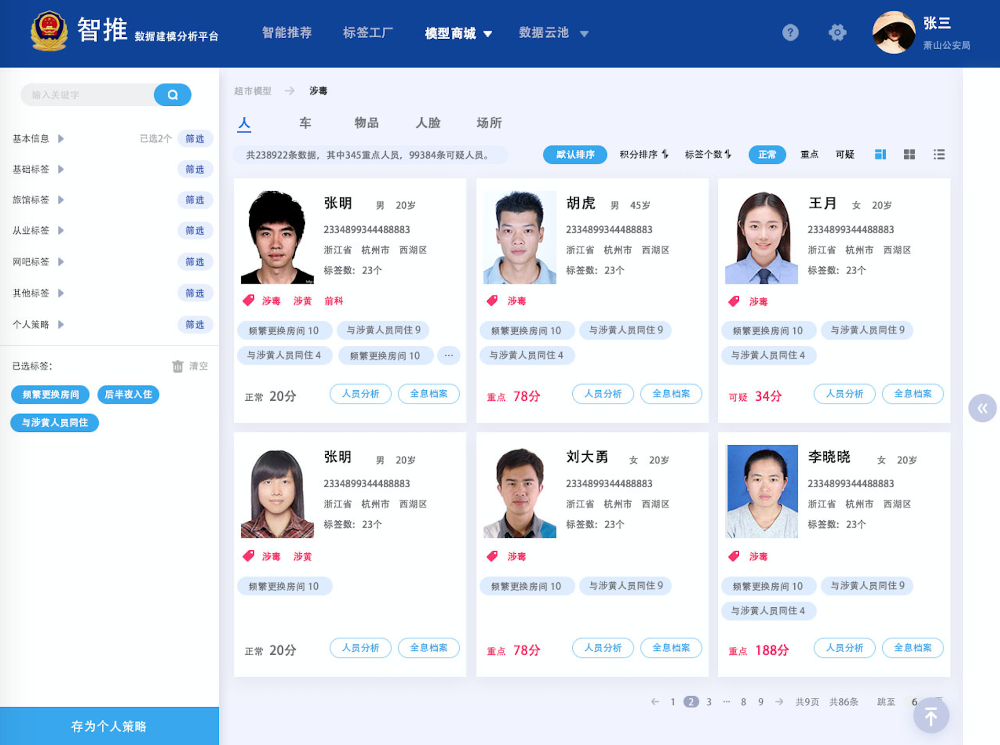 智推 数据建模分析平台 智能推荐 标签工厂 模型商城 数据云池 ? 张三
萧山公安局
输入关键字
基本信息 已选2个 筛选
基础标签 筛选
旅馆标签 筛选
从业标签 筛选
网吧标签 筛选
其他标签 筛选
个人策略 筛选
已选标签： 清空
频繁更换房间 后半夜入住
与涉黄人员同住
存为个人策略
超市模型 → 涉毒
人 车 物品 人脸 场所
共238922条数据，其中345重点人员，99384条可疑人员。 默认排序 积分排序 标签个数 正常 重点 可疑
张明 男 20岁
2334899344488883
浙江省 杭州市 西湖区
标签数：23个
涉毒 涉黄 前科
频繁更换房间 10 与涉黄人员同住 9
与涉黄人员同住 4 频繁更换房间 10 ···
正常 20分 人员分析 全息档案
胡虎 男 45岁
2334899344488883
浙江省 杭州市 西湖区
标签数：23个
涉毒
频繁更换房间 10 与涉黄人员同住 9
与涉黄人员同住 4
重点 78分 人员分析 全息档案
王月 女 20岁
2334899344488883
浙江省 杭州市 西湖区
标签数：23个
涉毒
频繁更换房间 10 与涉黄人员同住 9
与涉黄人员同住 4
可疑 34分 人员分析 全息档案
张明 男 20岁
2334899344488883
浙江省 杭州市 西湖区
标签数：23个
涉毒 涉黄
频繁更换房间 10
正常 20分 人员分析 全息档案
刘大勇 女 20岁
2334899344488883
浙江省 杭州市 西湖区
标签数：23个
涉毒
频繁更换房间 10 与涉黄人员同住 9
重点 78分 人员分析 全息档案
李晓晓 女 20岁
2334899344488883
浙江省 杭州市 西湖区
标签数：23个
涉毒
频繁更换房间 10 与涉黄人员同住 9
与涉黄人员同住 4
重点 188分 人员分析 全息档案
← 1 2 3 ··· 8 9 → 共9页 共86条 跳至 6